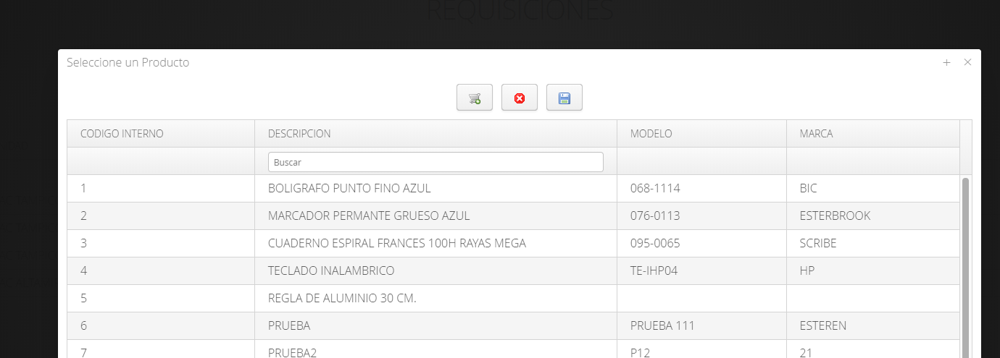 REQUISICIONES
Seleccione un Producto
CODIGO INTERNO DESCRIPCION MODELO MARCA
Buscar
1 BOLIGRAFO PUNTO FINO AZUL 068-1114 BIC
2 MARCADOR PERMANTE GRUESO AZUL 076-0113 ESTERBROOK
3 CUADERNO ESPIRAL FRANCES 100H RAYAS MEGA 095-0065 SCRIBE
4 TECLADO INALAMBRICO TE-IHP04 HP
5 REGLA DE ALUMINIO 30 CM.
6 PRUEBA PRUEBA 111 ESTEREN
7 PRUEBA2 P12 21